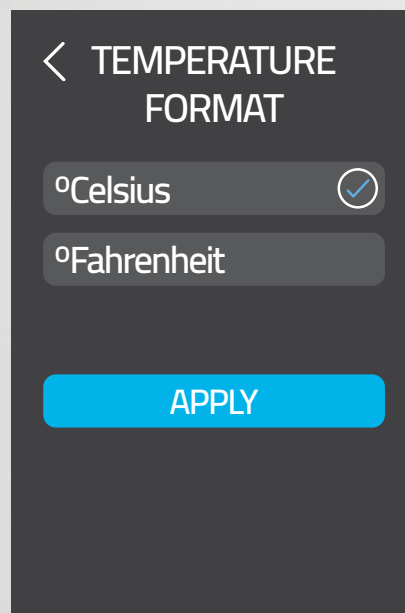 TEMPERATURE
FORMAT
ºCelsius
ºFahrenheit
APPLY